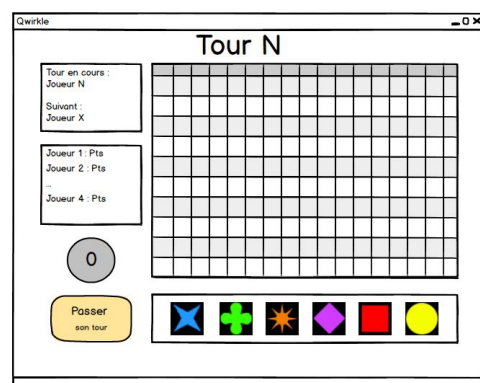 Qwirkle
Tour N
Tour en cours :
Joueur N
Suivant :
Joueur X
Joueur 1 : Pts
Joueur 2 : Pts
...
Joueur 4 : Pts
0
Passer
son tour